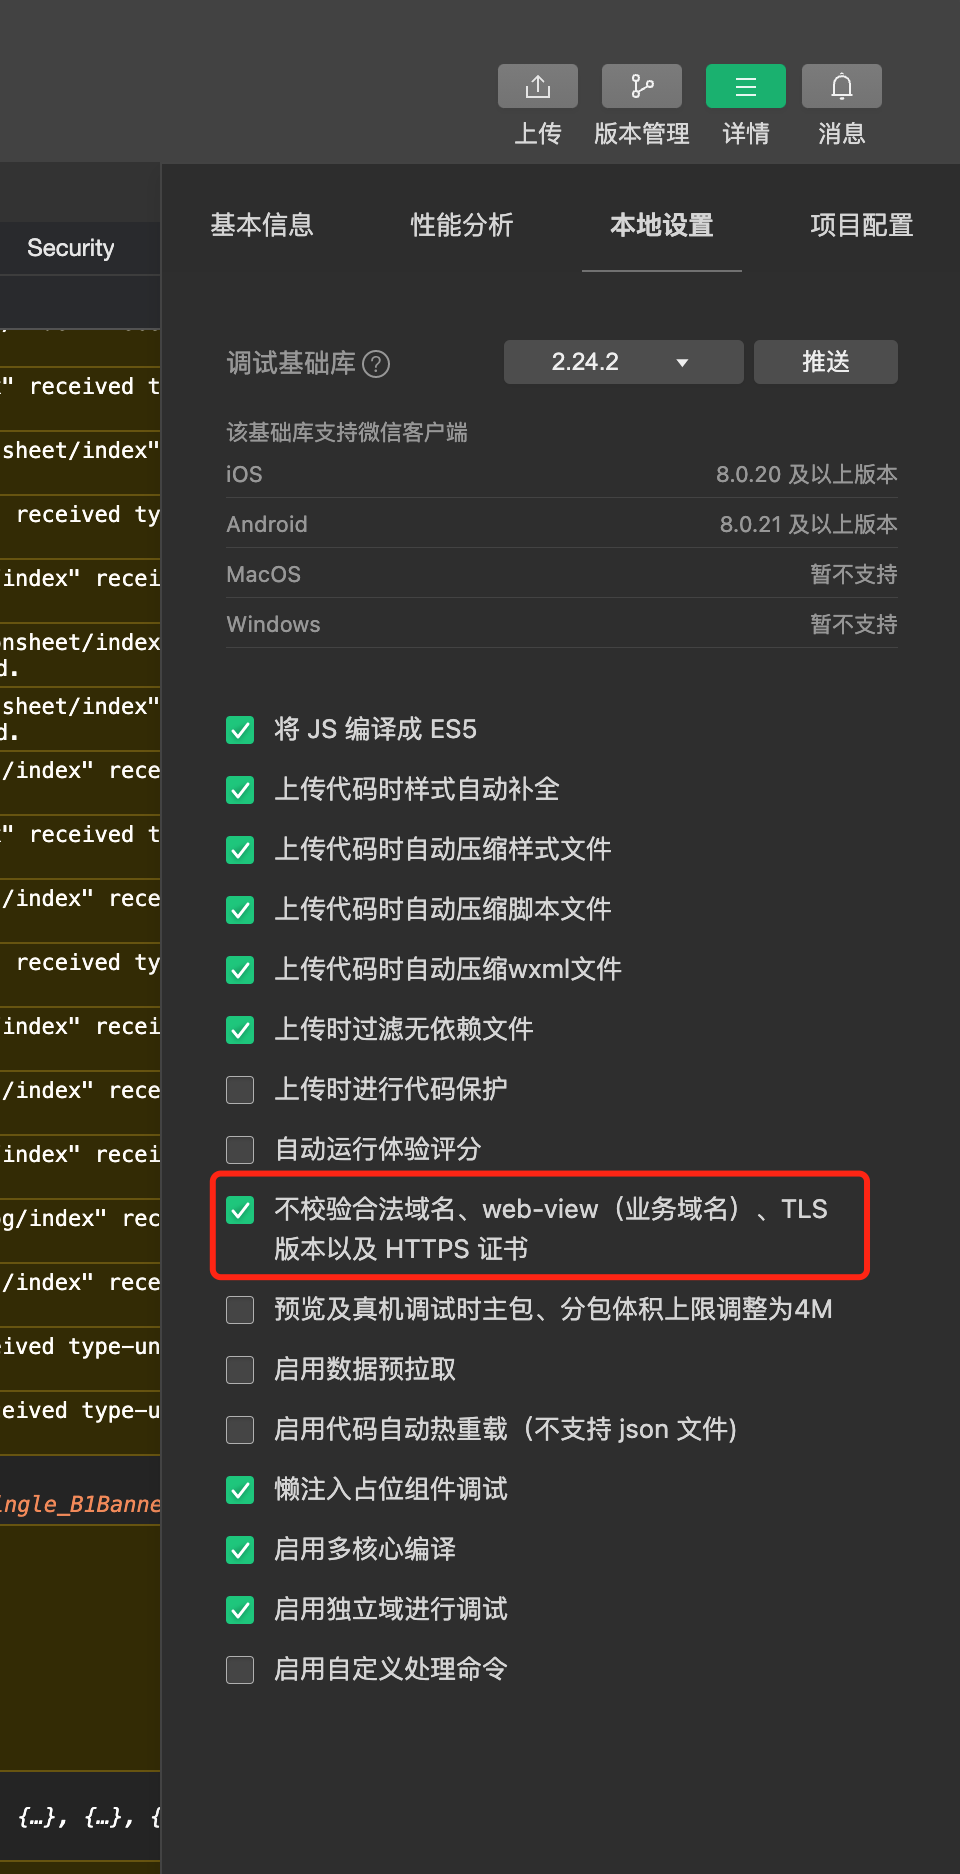 上传
版本管理
详情
消息
Security
基本信息
性能分析
本地设置
项目配置
调试基础库?
2.24.2
推送
该基础库支持微信客户端
iOS
8.0.20 及以上版本
Android
8.0.21 及以上版本
MacOS
暂不支持
Windows
暂不支持
将 JS 编译成 ES5
上传代码时样式自动补全
上传代码时自动压缩样式文件
上传代码时自动压缩脚本文件
上传代码时自动压缩wxml文件
上传时过滤无依赖文件
上传时进行代码保护
自动运行体验评分
不校验合法域名、web-view（业务域名）、TLS
版本以及 HTTPS 证书
预览及真机调试时主包、分包体积上限调整为4M
启用数据预拉取
启用代码自动热重载（不支持 json 文件)
懒注入占位组件调试
启用多核心编译
启用独立域进行调试
启用自定义处理命令
" received t
sheet/index"
received ty
index" recei
nsheet/index
d.
sheet/index"
d.
/index" rece
" received t
/index" rece
received ty
index" recei
/index" rece
index" recei
g/index" rec
/index" rece
ived type-un
eived type-u
ngle_B1Banne
{…}, {…}, {